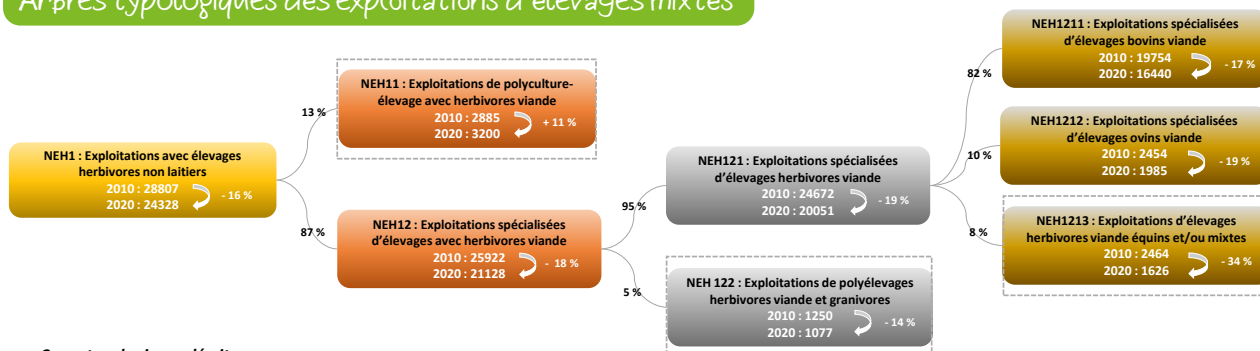 Arbres typologiques des exploitations d'élevages mixtes
NEH1 : Exploitations avec élevages
herbivores non laitiers
2010 : 28807
2020 : 24328
- 16 %
13 %
87 %
NEH11 : Exploitations de polyculture-
élevage avec herbivores viande
2010 : 2885
2020 : 3200
+ 11 %
NEH12 : Exploitations spécialisées
d'élevages avec herbivores viande
2010 : 25922
2020 : 21128
- 18 %
95 %
5 %
NEH121 : Exploitations spécialisées
d'élevages herbivores viande
2010 : 24672
2020 : 20051
- 19 %
NEH 122 : Exploitations de polyélevages
herbivores viande et granivores
2010 : 1250
2020 : 1077
- 14 %
82 %
10 %
8 %
NEH1211 : Exploitations spécialisées
d'élevages bovins viande
2010 : 19754
2020 : 16440
- 17 %
NEH1212 : Exploitations spécialisées
d'élevages ovins viande
2010 : 2454
2020 : 1985
- 19 %
NEH1213 : Exploitations d'élevages
herbivores viande équins et/ou mixtes
2010 : 2464
2020 : 1626
- 34 %